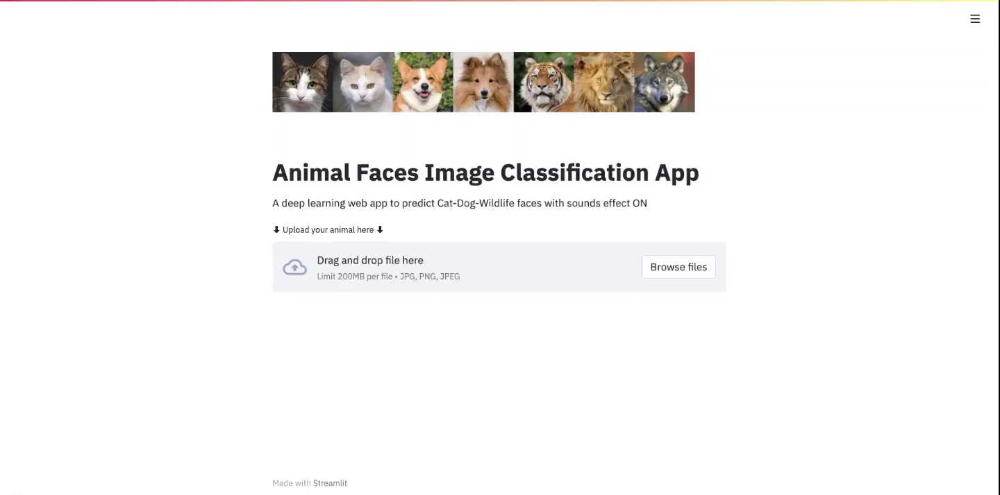 Animal Faces Image Classification App
A deep learning web app to predict Cat-Dog-Wildlife faces with sounds effect ON
⬇ Upload your animal here ⬇
Drag and drop file here
Limit 200MB per file • JPG, PNG, JPEG
Browse files
Made with Streamlit